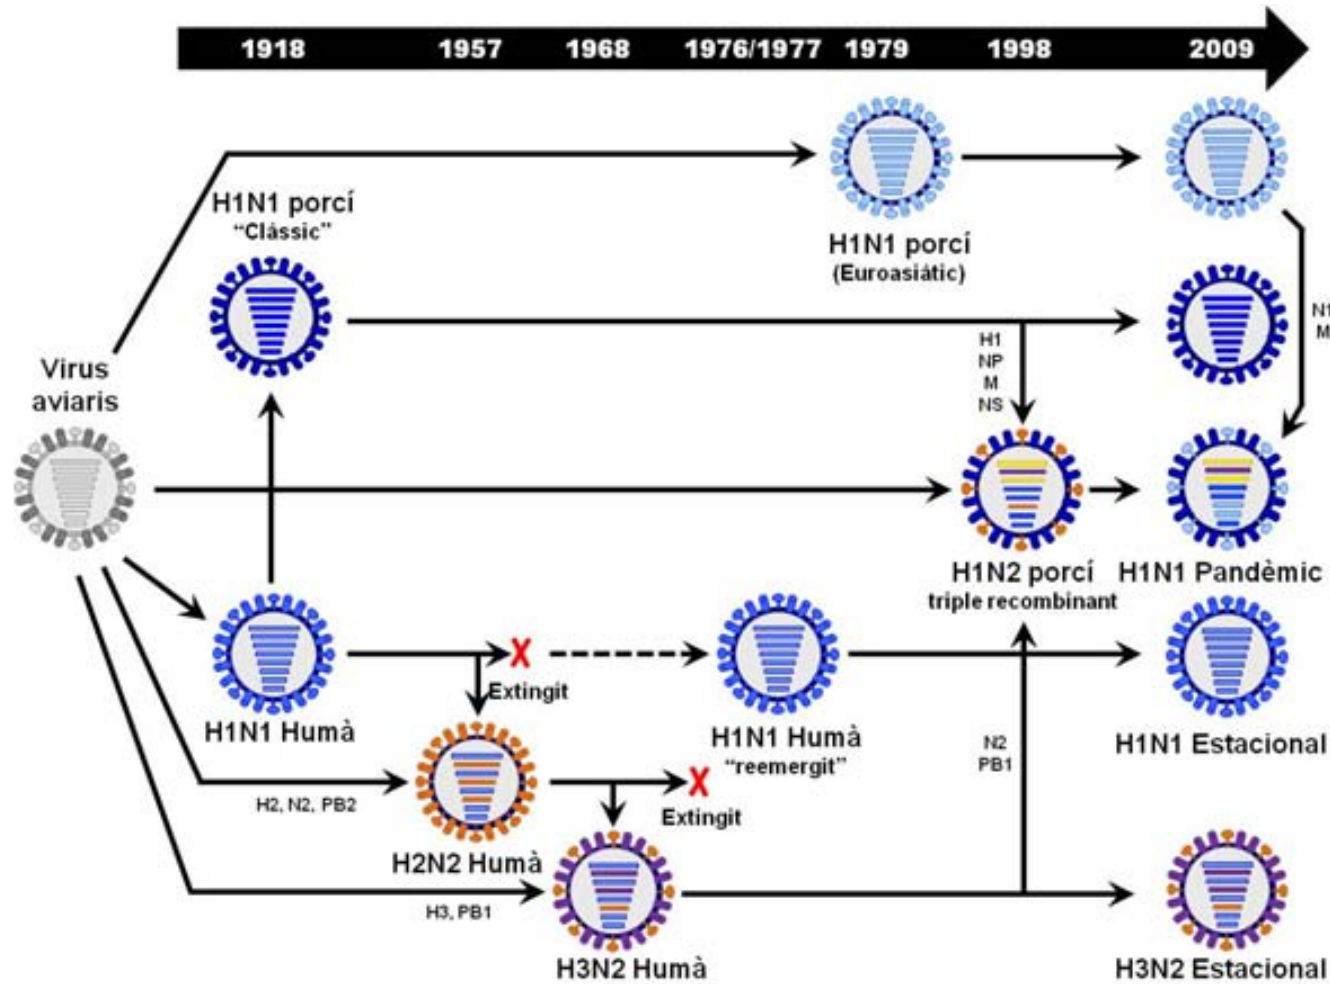 1918 1957 1968 1976/1977 1979 1998 2009
H1N1 porcí
“Clàssic”
H1N1 porcí
(Euroasiàtic)
N1
M
H1
NP
M
NS
Virus
aviaris
H1N2 porcí
triple recombinant
H1N1 Pandèmic
Extingit
H1N1 Humà
H1N1 Humà
“reemergit”
N2
PB1
H1N1 Estacional
H2, N2, PB2
Extingit
H2N2 Humà
H3, PB1
H3N2 Humà
H3N2 Estacional